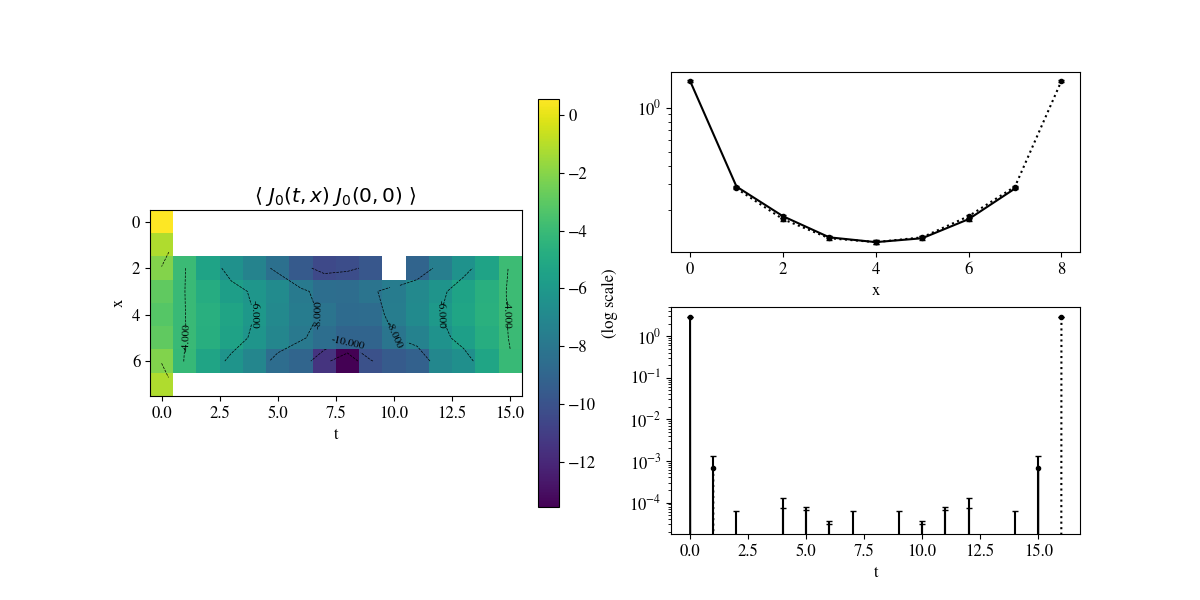 ⟨ J₀(t, x) J₀(0, 0) ⟩
x
0
2
4
6
-4.000
-6.000
-8.000
-10.000
-8.000
-6.000
-4.000
0.0 2.5 5.0 7.5 10.0 12.5 15.0
t
0
−2
−4
−6
−8
−10
−12
(log scale)
10⁰
0 2 4 6 8
x
10⁰
10⁻¹
10⁻²
10⁻³
10⁻⁴
0.0 2.5 5.0 7.5 10.0 12.5 15.0
t